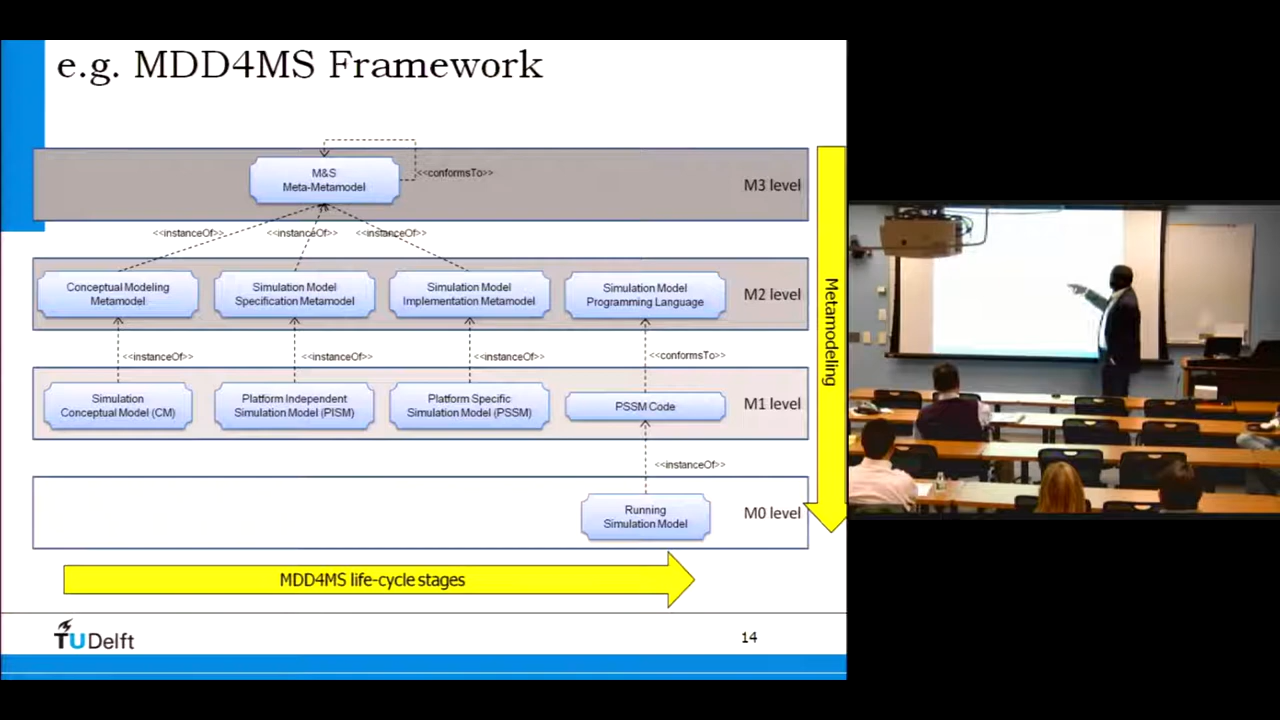 e.g. MDD4MS Framework
M&S
Meta-Metamodel
<<conformsTo>>
M3 level
<<instanceOf>>
<<instanceOf>>
<<instanceOf>>
Conceptual Modeling
Metamodel
Simulation Model
Specification Metamodel
Simulation Model
Implementation Metamodel
Simulation Model
Programming Language
M2 level
<<instanceOf>>
<<instanceOf>>
<<instanceOf>>
<<conformsTo>>
Simulation
Conceptual Model (CM)
Platform Independent
Simulation Model (PISM)
Platform Specific
Simulation Model (PSSM)
PSSM Code
M1 level
<<instanceOf>>
Running
Simulation Model
M0 level
Metamodeling
MDD4MS life-cycle stages
TUDelft
14